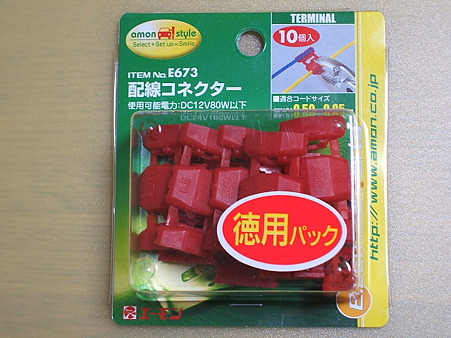 amon style
Select+Set up=Smile
TERMINAL
10個入
ITEM No. E673
配線コネクター
使用可能電力:DC12V80W以下
DC24V160W以下
■適合コードサイズ
徳用パック
エーモン
http://www.amon.co.jp